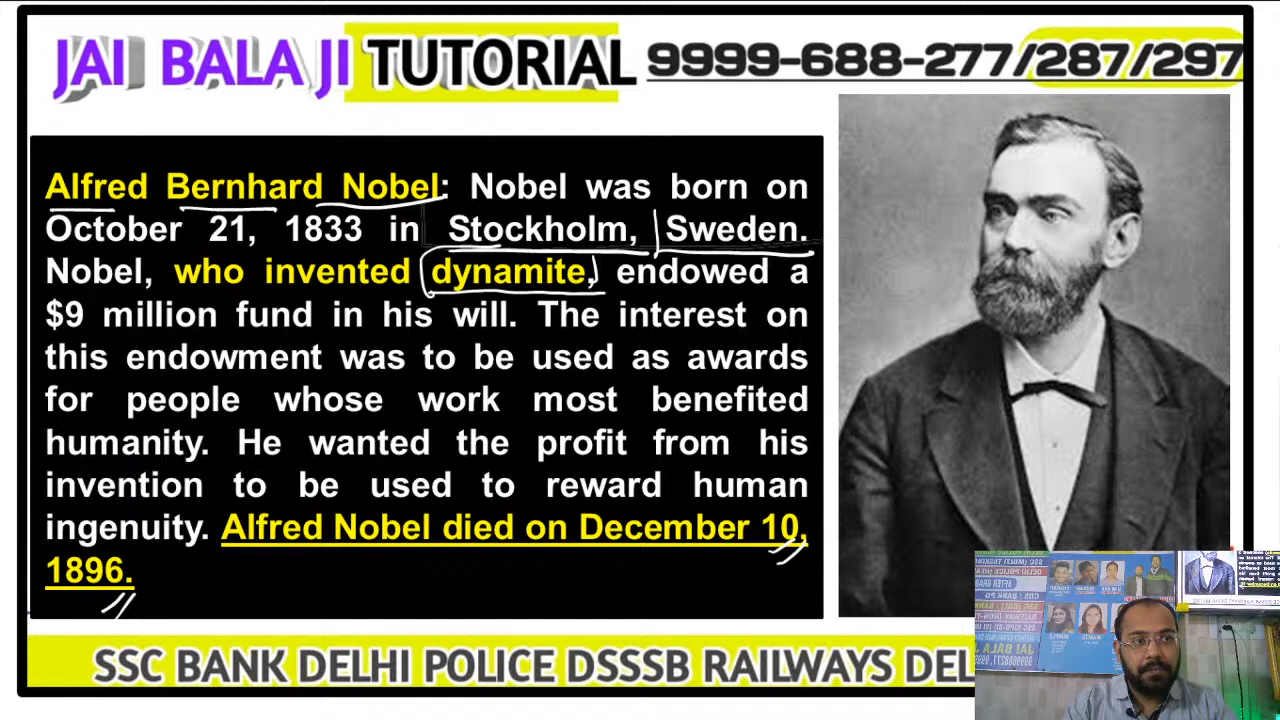 JAI BALA JI TUTORIAL 9999-688-277/287/297
Alfred Bernhard Nobel: Nobel was born on
October 21, 1833 in Stockholm, Sweden.
Nobel, who invented dynamite, endowed a
$9 million fund in his will. The interest on
this endowment was to be used as awards
for people whose work most benefited
humanity. He wanted the profit from his
invention to be used to reward human
ingenuity. Alfred Nobel died on December 10,
1896.
SSC BANK DELHI POLICE DSSSB RAILWAYS DEL